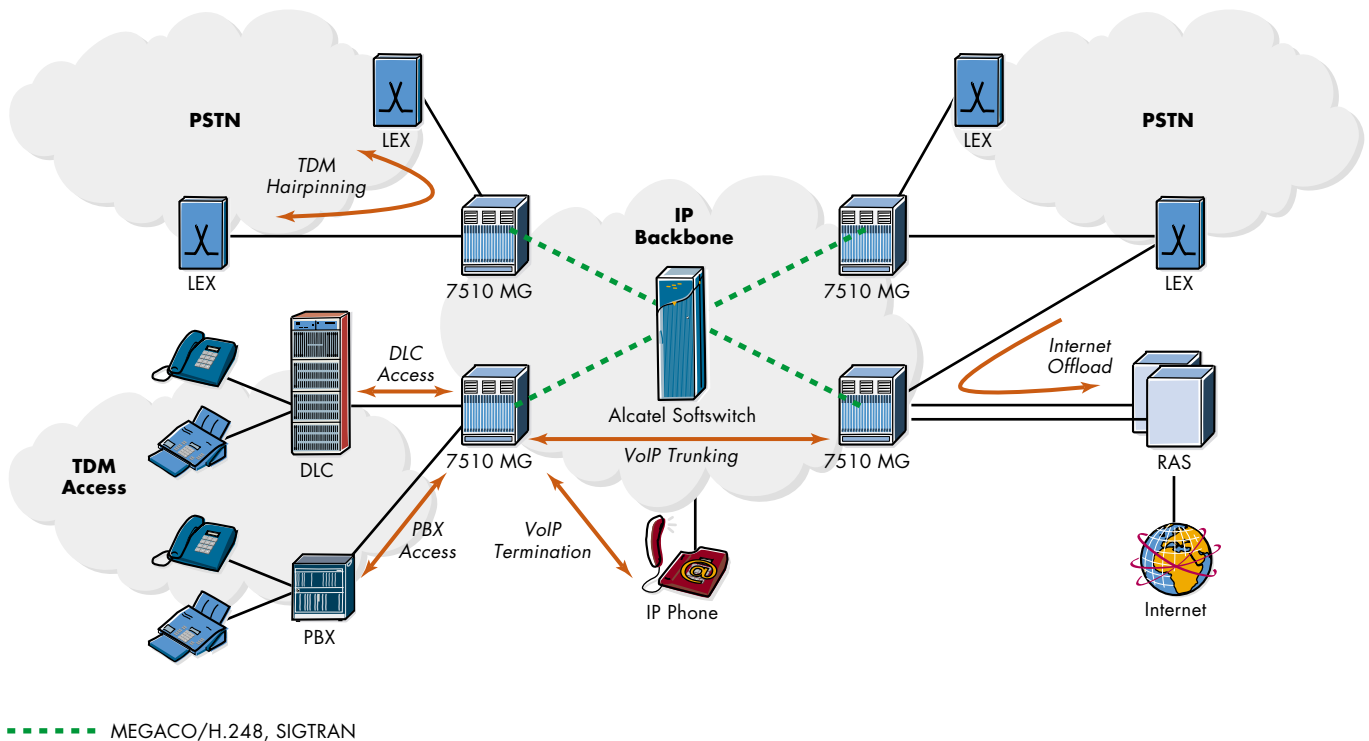 PSTN
LEX
TDM
Hairpinning
LEX
7510 MG
IP
Backbone
PSTN
LEX
7510 MG
LEX
DLC
Access
DLC
7510 MG
Alcatel Softswitch
VoIP Trunking
7510 MG
Internet
Offload
RAS
TDM
Access
PBX
Access
VoIP
Termination
PBX
@
IP Phone
Internet
MEGACO/H.248, SIGTRAN